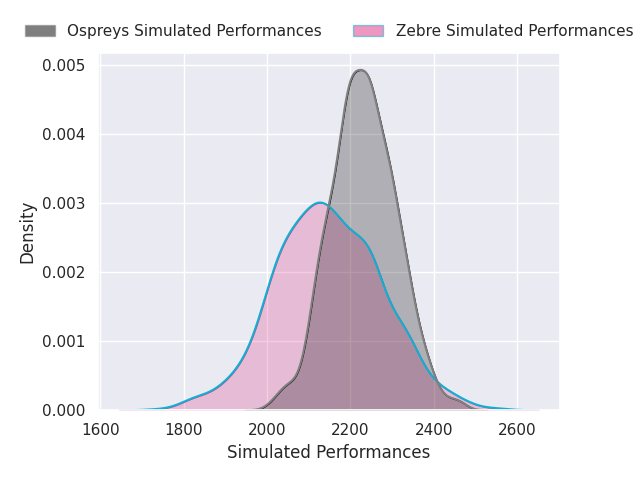 Ospreys Simulated Performances Zebre Simulated Performances
0.005
0.004
0.003
0.002
0.001
0.000
Density
1600 1800 2000 2200 2400 2600
Simulated Performances